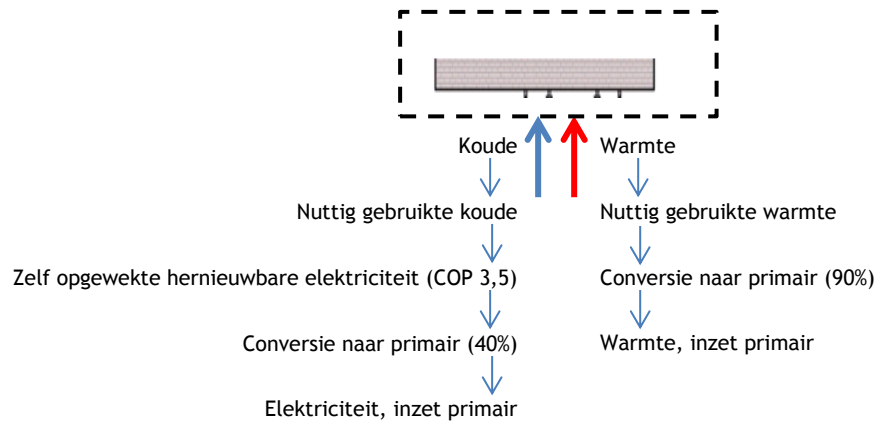 Koude
Warmte
Nuttig gebruikte koude
Nuttig gebruikte warmte
Zelf opgewekte hernieuwbare elektriciteit (COP 3,5)
Conversie naar primair (90%)
Conversie naar primair (40%)
Warmte, inzet primair
Elektriciteit, inzet primair